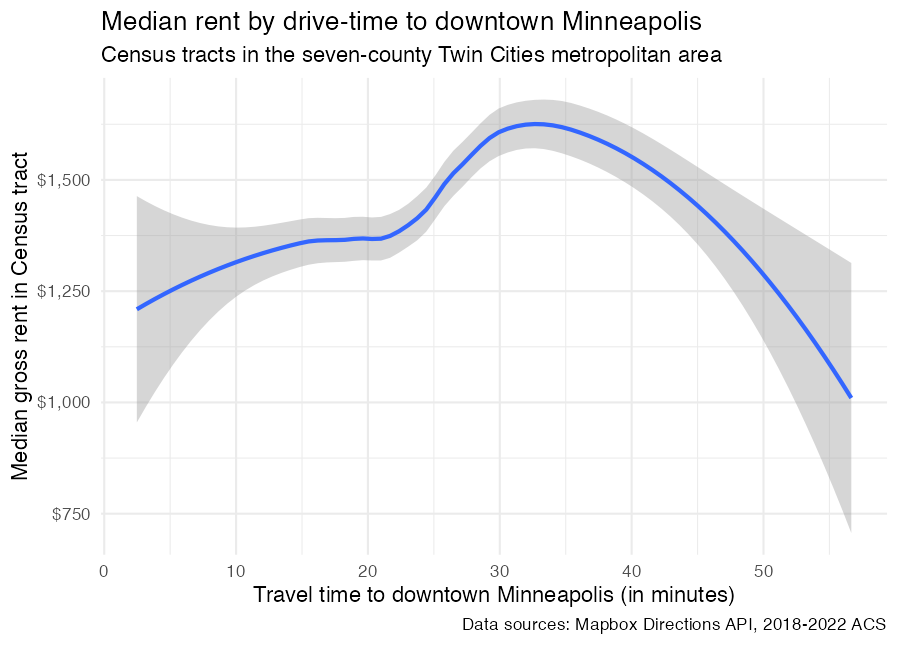 Median rent by drive-time to downtown Minneapolis
Census tracts in the seven-county Twin Cities metropolitan area
Median gross rent in Census tract
$1,500
$1,250
$1,000
$750
0 10 20 30 40 50
Travel time to downtown Minneapolis (in minutes)
Data sources: Mapbox Directions API, 2018-2022 ACS